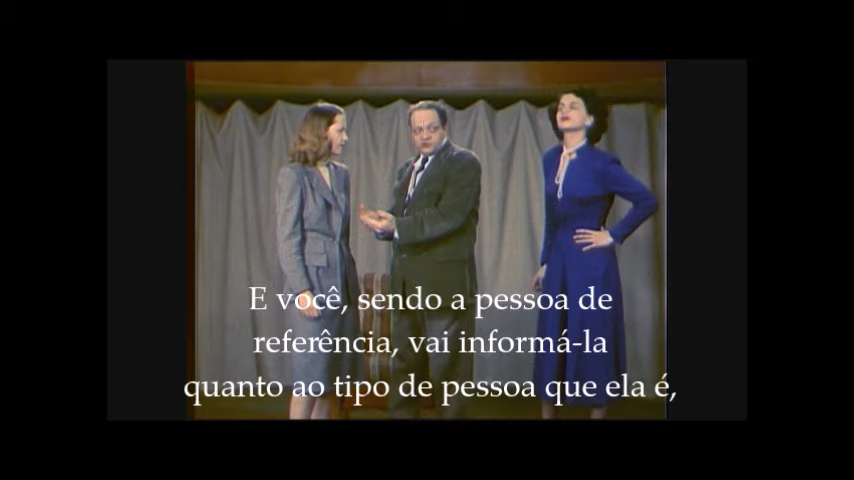 E você, sendo a pessoa de
referência, vai informá-la
quanto ao tipo de pessoa que ela é,